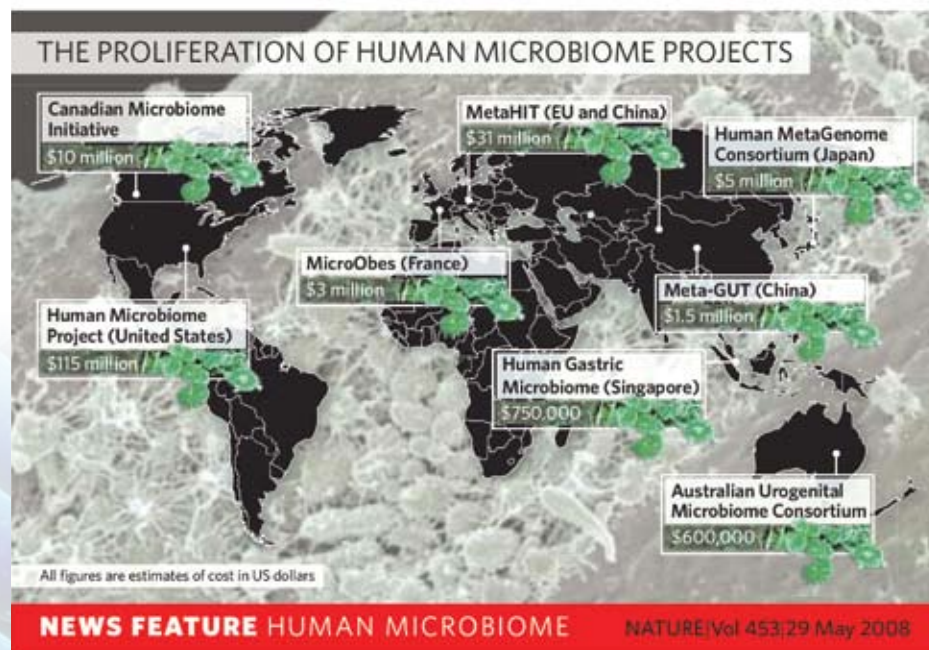 THE PROLIFERATION OF HUMAN MICROBIOME PROJECTS
Canadian Microbiome
Initiative
$10 million
MetaHIT (EU and China)
$31 million
Human MetaGenome
Consortium (Japan)
$5 million
MicroObes (France)
$3 million
Meta-GUT (China)
$1.5 million
Human Microbiome
Project (United States)
$115 million
Human Gastric
Microbiome (Singapore)
$750,000
Australian Urogenital
Microbiome Consortium
$600,000
All figures are estimates of cost in US dollars
NEWS FEATURE HUMAN MICROBIOME
NATURE|Vol 453|29 May 2008